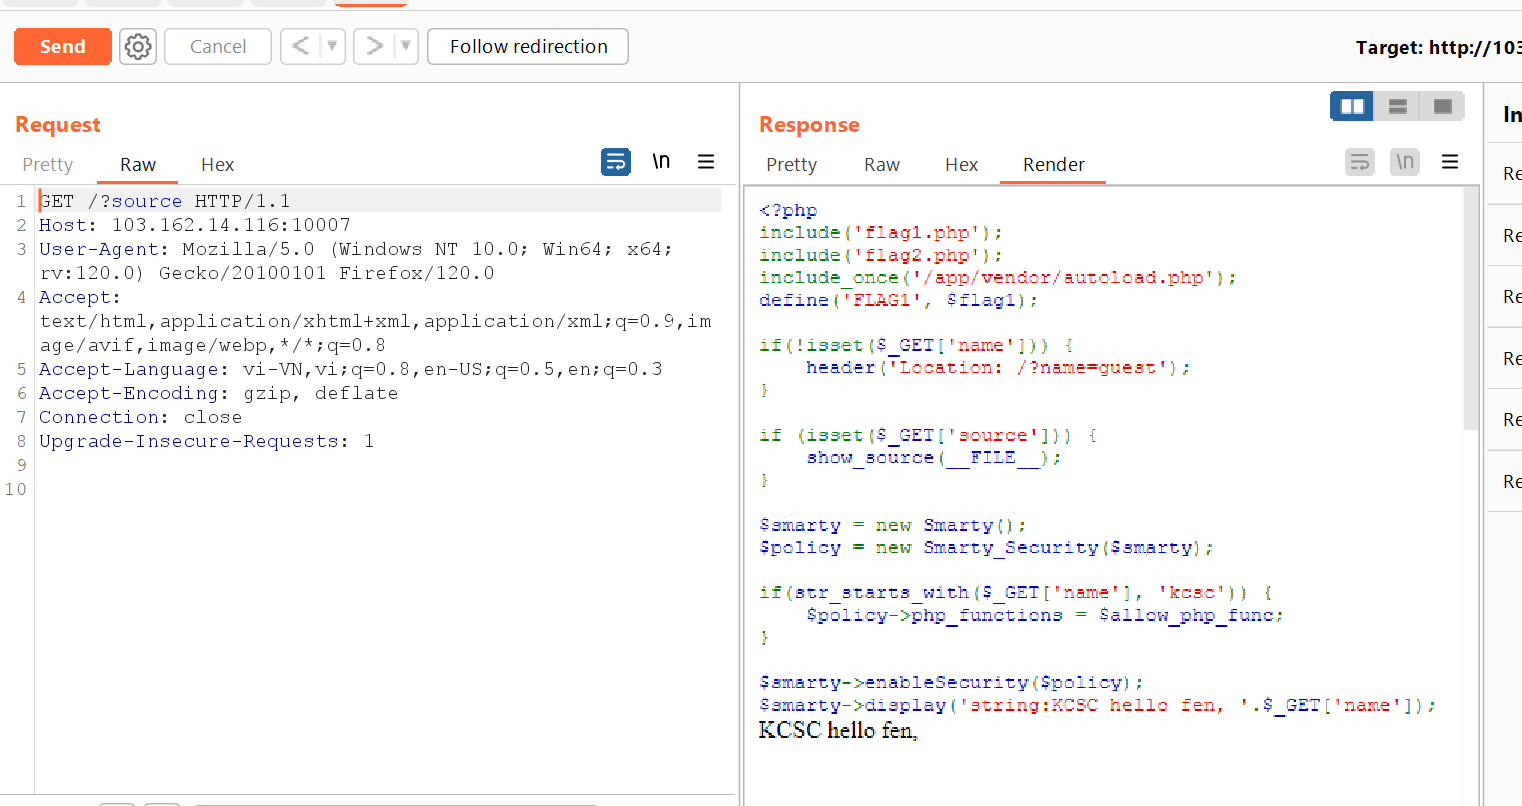 Send
Cancel
<
>
Follow redirection
Target: http://103
Request
Pretty Raw Hex
\n
1 GET /?source HTTP/1.1
2 Host: 103.162.14.116:10007
3 User-Agent: Mozilla/5.0 (Windows NT 10.0; Win64; x64;
rv:120.0) Gecko/20100101 Firefox/120.0
4 Accept:
text/html,application/xhtml+xml,application/xml;q=0.9,im
age/avif,image/webp,*/*;q=0.8
5 Accept-Language: vi-VN,vi;q=0.8,en-US;q=0.5,en;q=0.3
6 Accept-Encoding: gzip, deflate
7 Connection: close
8 Upgrade-Insecure-Requests: 1
9
10
Response
Pretty Raw Hex Render
\n
<?php
include('flag1.php');
include('flag2.php');
include_once('/app/vendor/autoload.php');
define('FLAG1', $flag1);
if(!isset($_GET['name'])) {
header('Location: /?name=guest');
}
if (isset($_GET['source'])) {
show_source(__FILE__);
}
$smarty = new Smarty();
$policy = new Smarty_Security($smarty);
if(str_starts_with($_GET['name'], 'kcsc')) {
$policy->php_functions = $allow_php_func;
}
$smarty->enableSecurity($policy);
$smarty->display('string:KCSC hello fen, '.$_GET['name']);
KCSC hello fen,
In
Re
Re
Re
Re
Re
Re